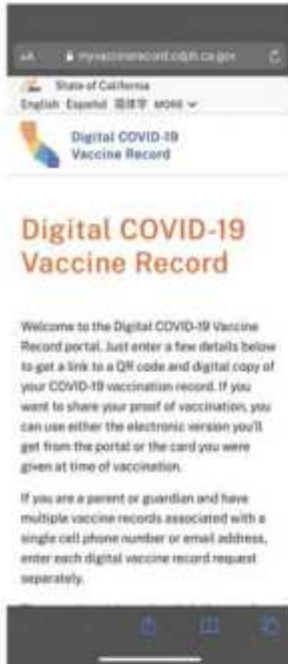 AA myvaccinerecord.cdph.ca.gov
State of California
English Español MORE
Digital COVID-19
Vaccine Record
Digital COVID-19
Vaccine Record
Welcome to the Digital COVID-19 Vaccine
Record portal. Just enter a few details below
to get a link to a QR code and digital copy of
your COVID-19 vaccination record. If you
want to share your proof of vaccination, you
can use either the electronic version you'll
get from the portal or the card you were
given at time of vaccination.
If you are a parent or guardian and have
multiple vaccine records associated with a
single cell phone number or email address,
enter each digital vaccine record request
separately.